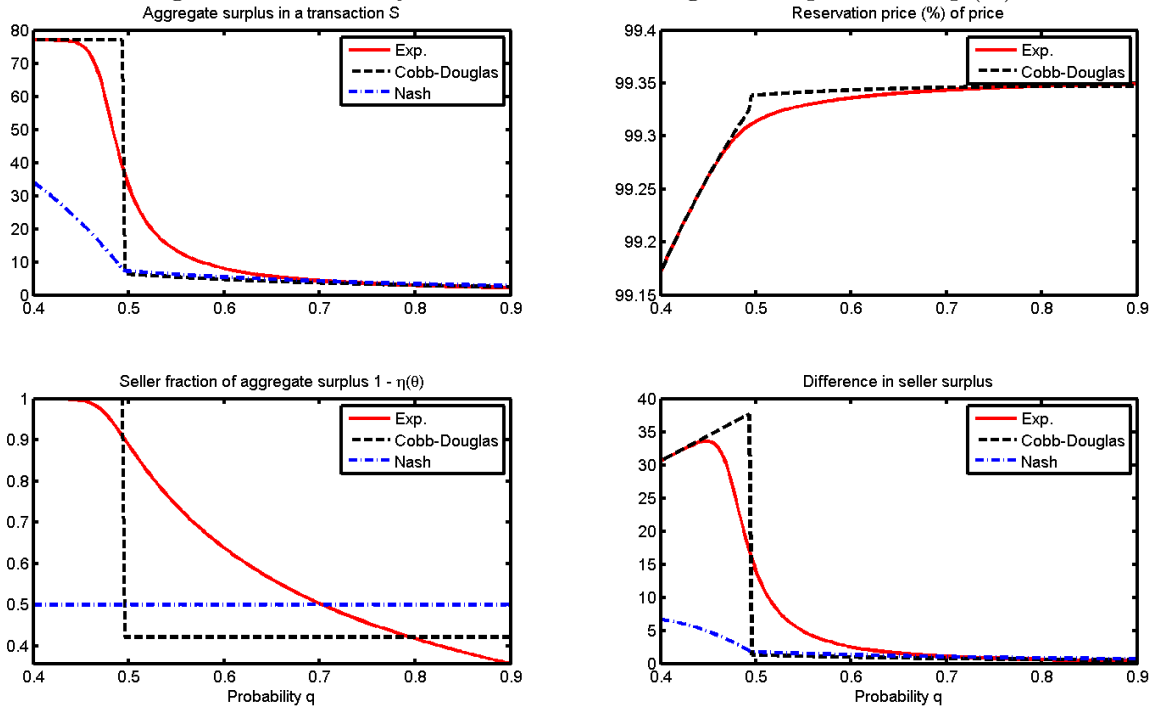 Aggregate surplus in a transaction S
80
70
60
50
40
30
20
10
0
0.4 0.5 0.6 0.7 0.8 0.9
Exp.
Cobb-Douglas
Nash
Reservation price (%) of price
99.4
99.35
99.3
99.25
99.2
99.15
0.4 0.5 0.6 0.7 0.8 0.9
Exp.
Cobb-Douglas
Seller fraction of aggregate surplus 1 - η(θ)
1
0.9
0.8
0.7
0.6
0.5
0.4
0.4 0.5 0.6 0.7 0.8 0.9
Probability q
Exp.
Cobb-Douglas
Nash
Difference in seller surplus
40
35
30
25
20
15
10
5
0
0.4 0.5 0.6 0.7 0.8 0.9
Probability q
Exp.
Cobb-Douglas
Nash